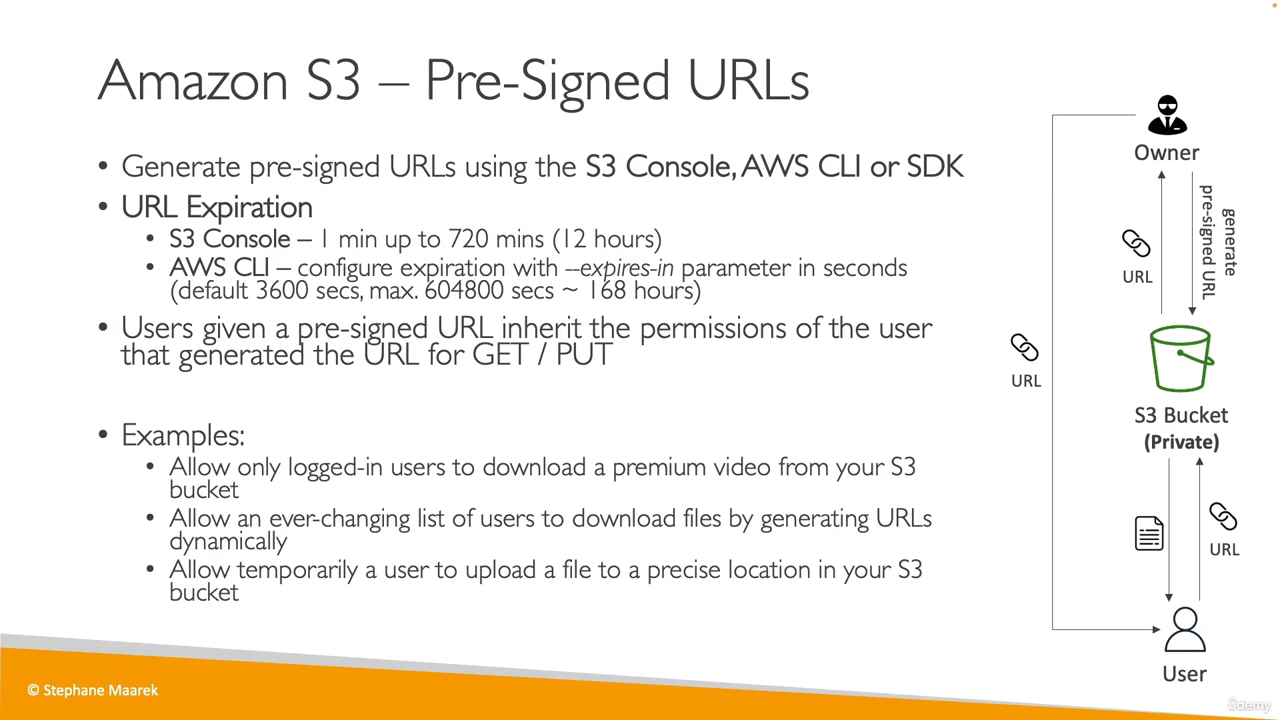 Amazon S3 – Pre-Signed URLs
• Generate pre-signed URLs using the S3 Console, AWS CLI or SDK
• URL Expiration
• S3 Console – 1 min up to 720 mins (12 hours)
• AWS CLI – configure expiration with --expires-in parameter in seconds
(default 3600 secs, max. 604800 secs ~ 168 hours)
• Users given a pre-signed URL inherit the permissions of the user
that generated the URL for GET / PUT
• Examples:
• Allow only logged-in users to download a premium video from your S3
bucket
• Allow an ever-changing list of users to download files by generating URLs
dynamically
• Allow temporarily a user to upload a file to a precise location in your S3
bucket
Owner
generate
pre-signed URL
URL
URL
S3 Bucket
(Private)
URL
User
© Stephane Maarek
ûdemy